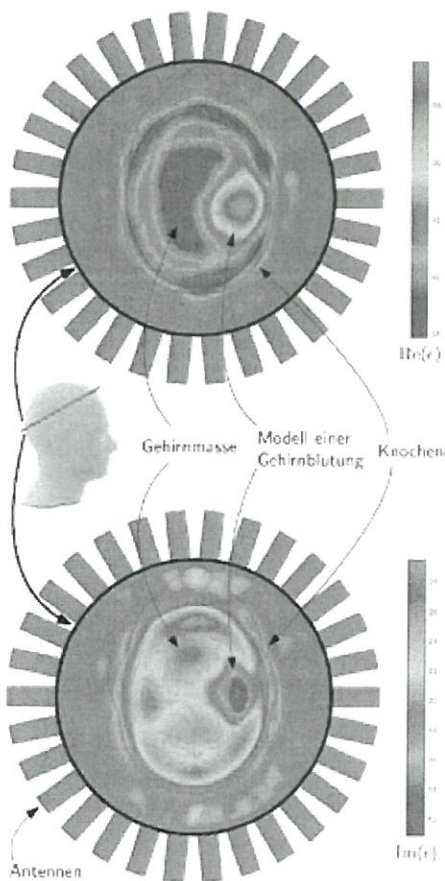 Re(ϵ)
Gehirnmasse
Modell einer
Gehirnblutung
Knochen
Im(ϵ)
Antennen